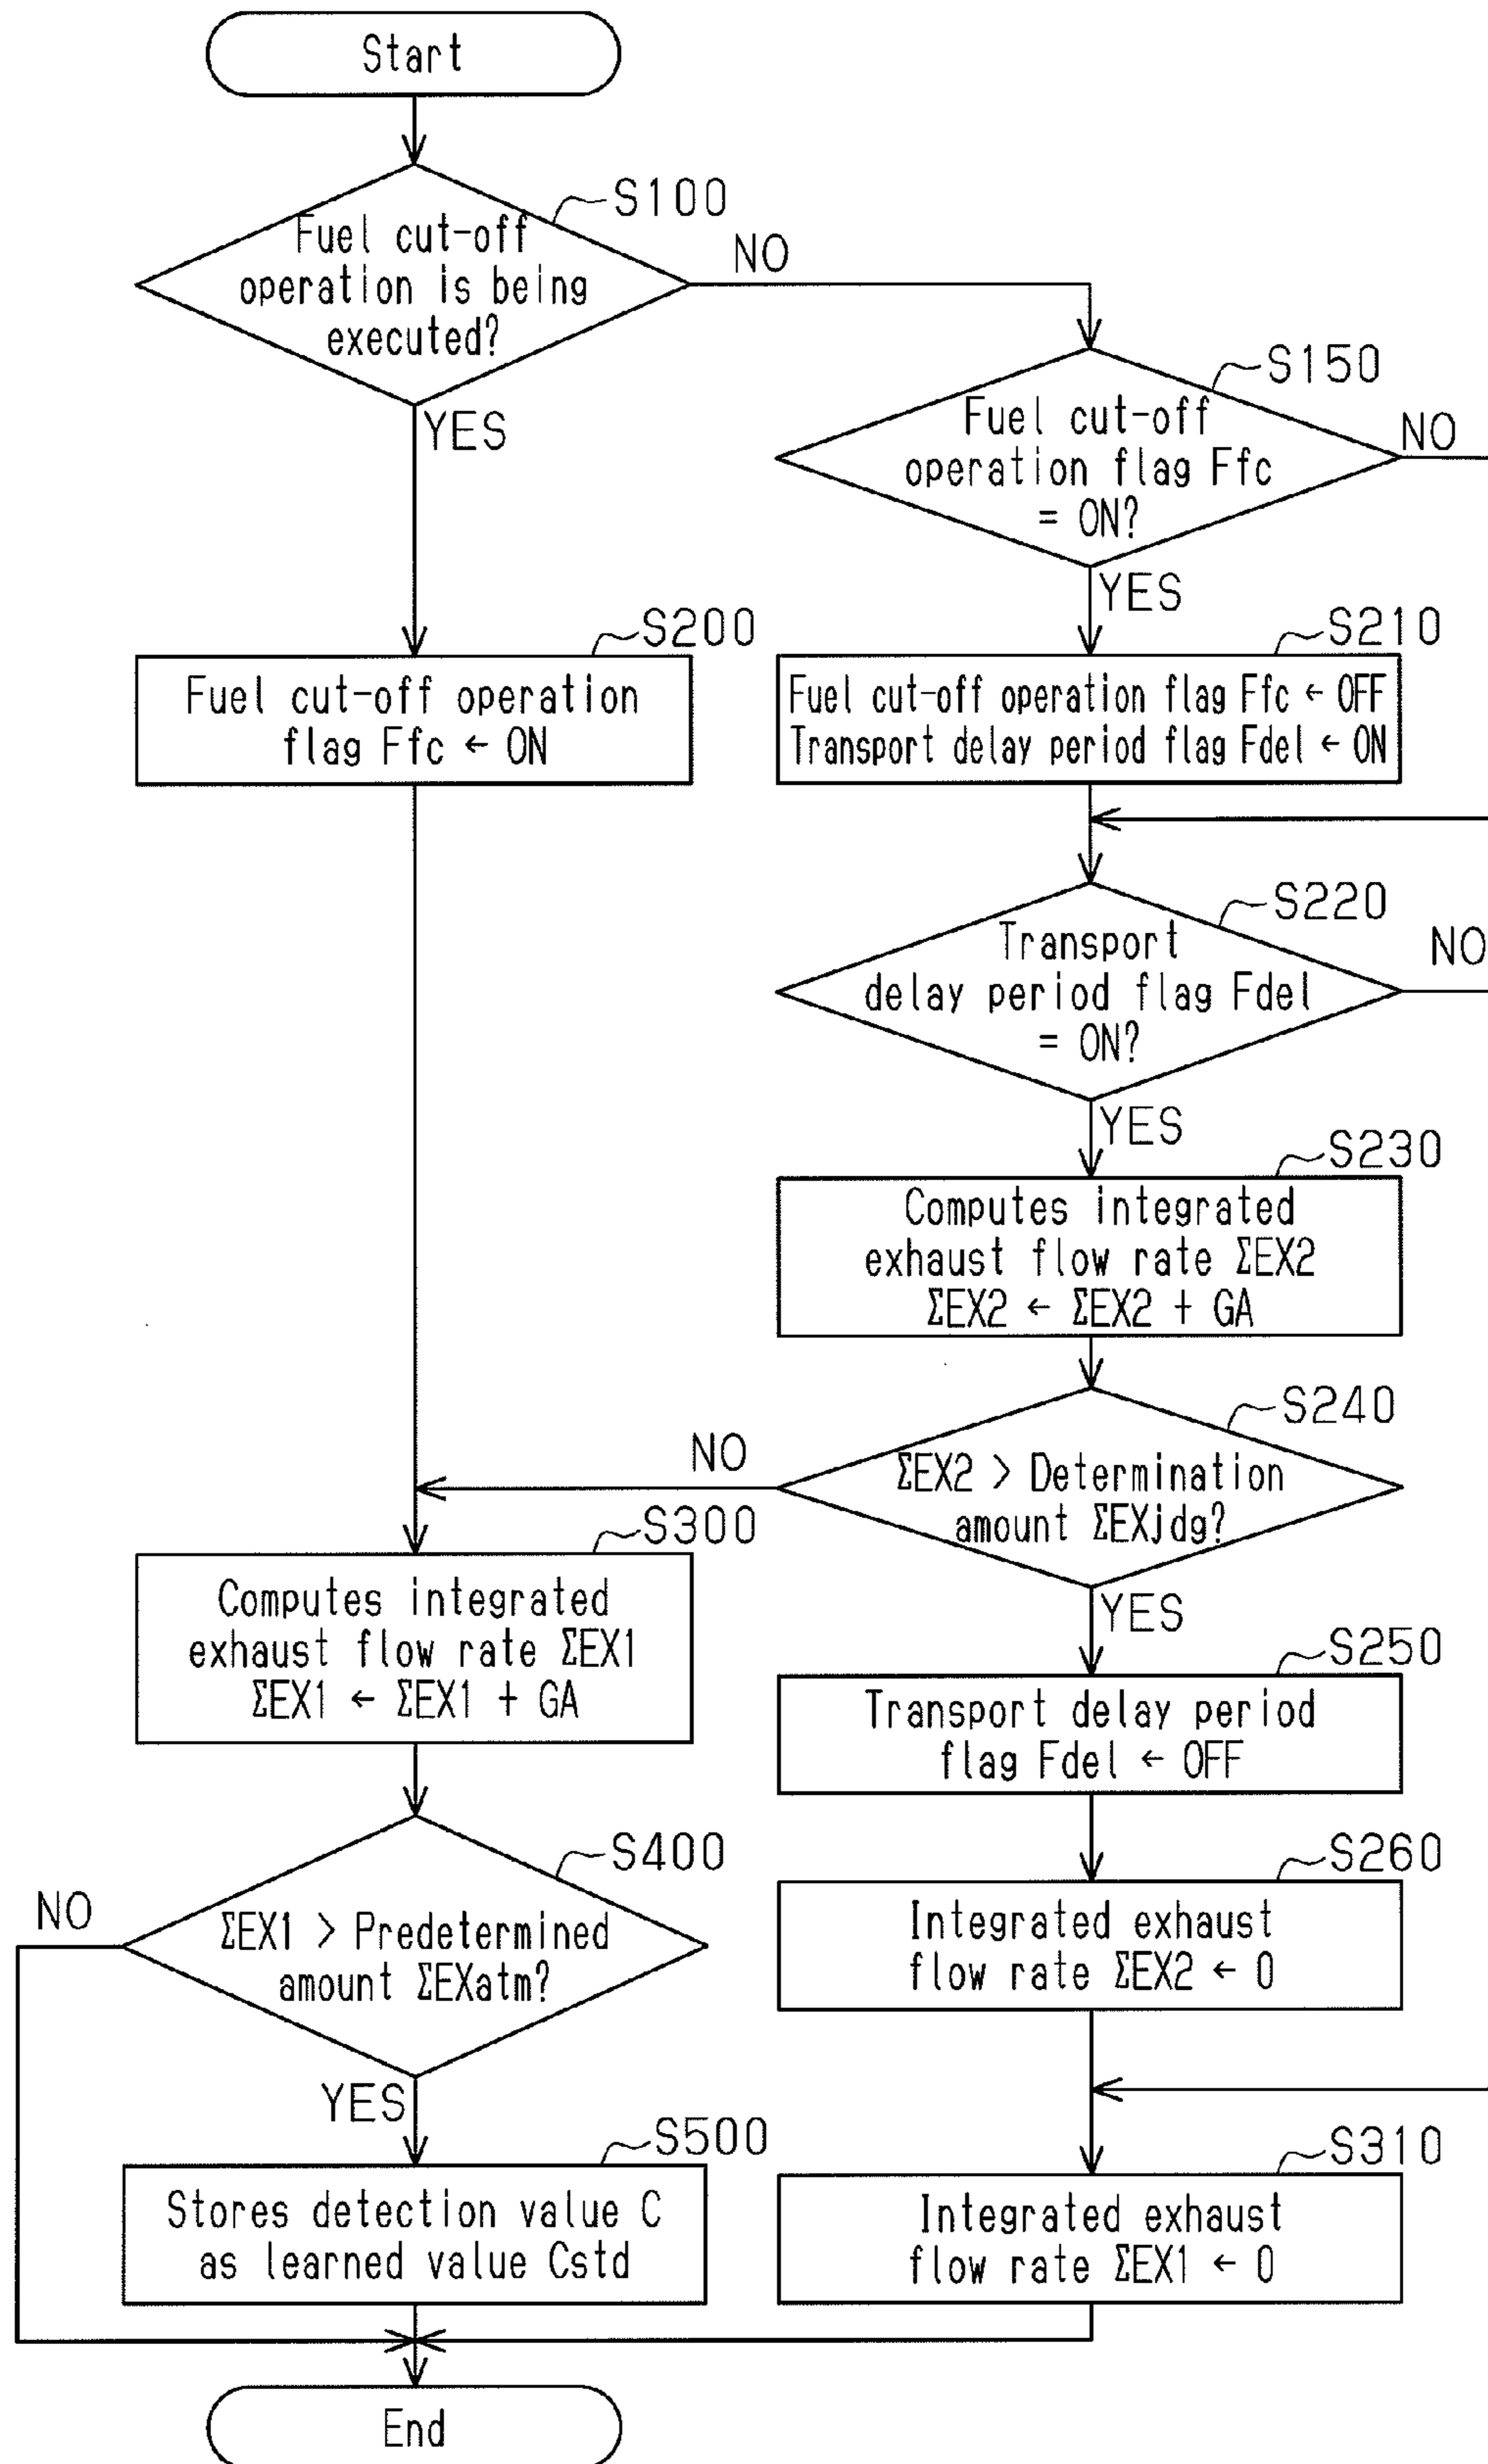 Start
S100
Fuel cut-off
operation is being
executed?
NO
YES
S150
Fuel cut-off
operation flag Ffc
= ON?
NO
YES
S200
Fuel cut-off operation
flag Ffc ← ON
S210
Fuel cut-off operation flag Ffc ← OFF
Transport delay period flag Fdel ← ON
S220
Transport
delay period flag Fdel
= ON?
NO
YES
S230
Computes integrated
exhaust flow rate ΣEX2
ΣEX2 ← ΣEX2 + GA
S240
ΣEX2 > Determination
amount ΣEXjdg?
NO
YES
S300
Computes integrated
exhaust flow rate ΣEX1
ΣEX1 ← ΣEX1 + GA
S250
Transport delay period
flag Fdel ← OFF
S400
ΣEX1 > Predetermined
amount ΣEXatm?
NO
YES
S260
Integrated exhaust
flow rate ΣEX2 ← 0
S500
Stores detection value C
as learned value Cstd
S310
Integrated exhaust
flow rate ΣEX1 ← 0
End